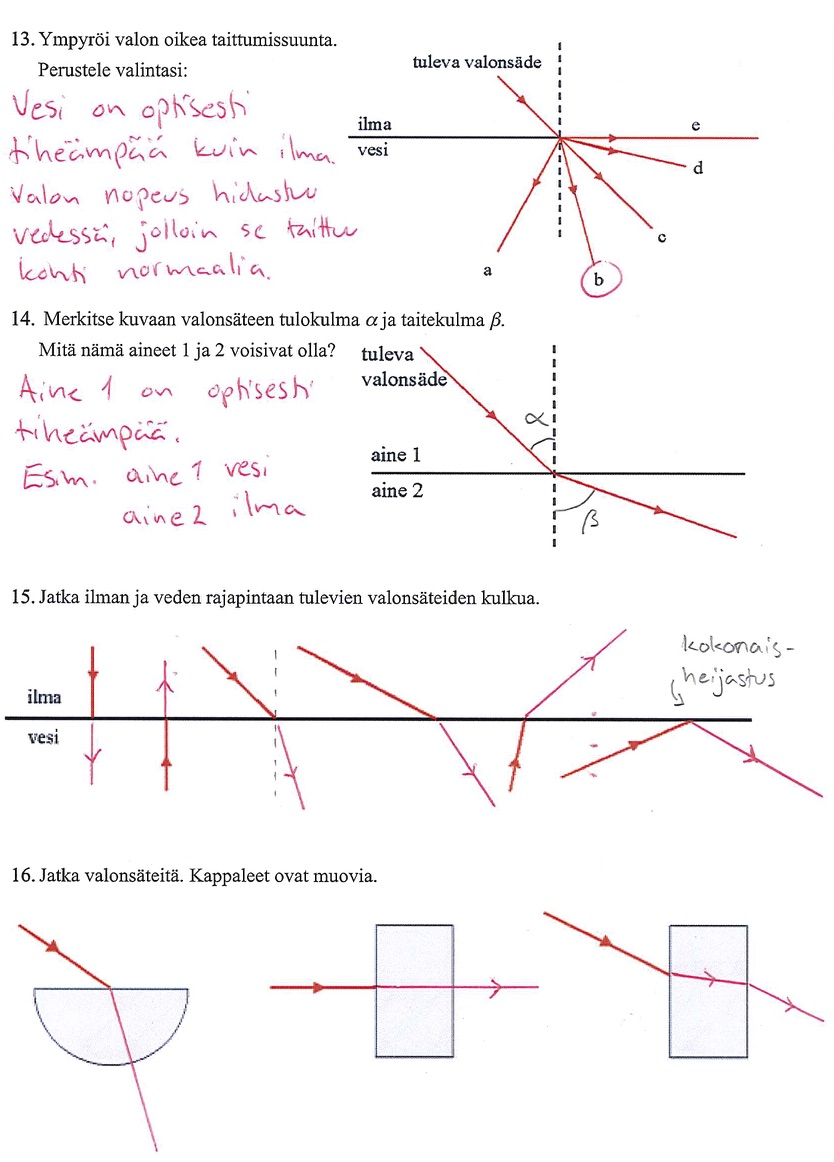 13. Ympyröi valon oikea taittumissuunta.
Perustele valintasi:
Vesi on optisesti
tiheämpää kuin ilma.
Valon nopeus hidastuu
vedessä, jolloin se taittuu
kohti normaalia.
tuleva valonsäde
ilma
vesi
e
d
c
b
a
14. Merkitse kuvaan valonsäteen tulokulma α ja taitekulma β.
Mitä nämä aineet 1 ja 2 voisivat olla?
Aine 1 on optisesti
tiheämpää.
Esim. aine 1 vesi
aine 2 ilma
tuleva
valonsäde
α
aine 1
aine 2
β
15. Jatka ilman ja veden rajapintaan tulevien valonsäteiden kulkua.
kokonais-
heijastus
ilma
vesi
16. Jatka valonsäteitä. Kappaleet ovat muovia.